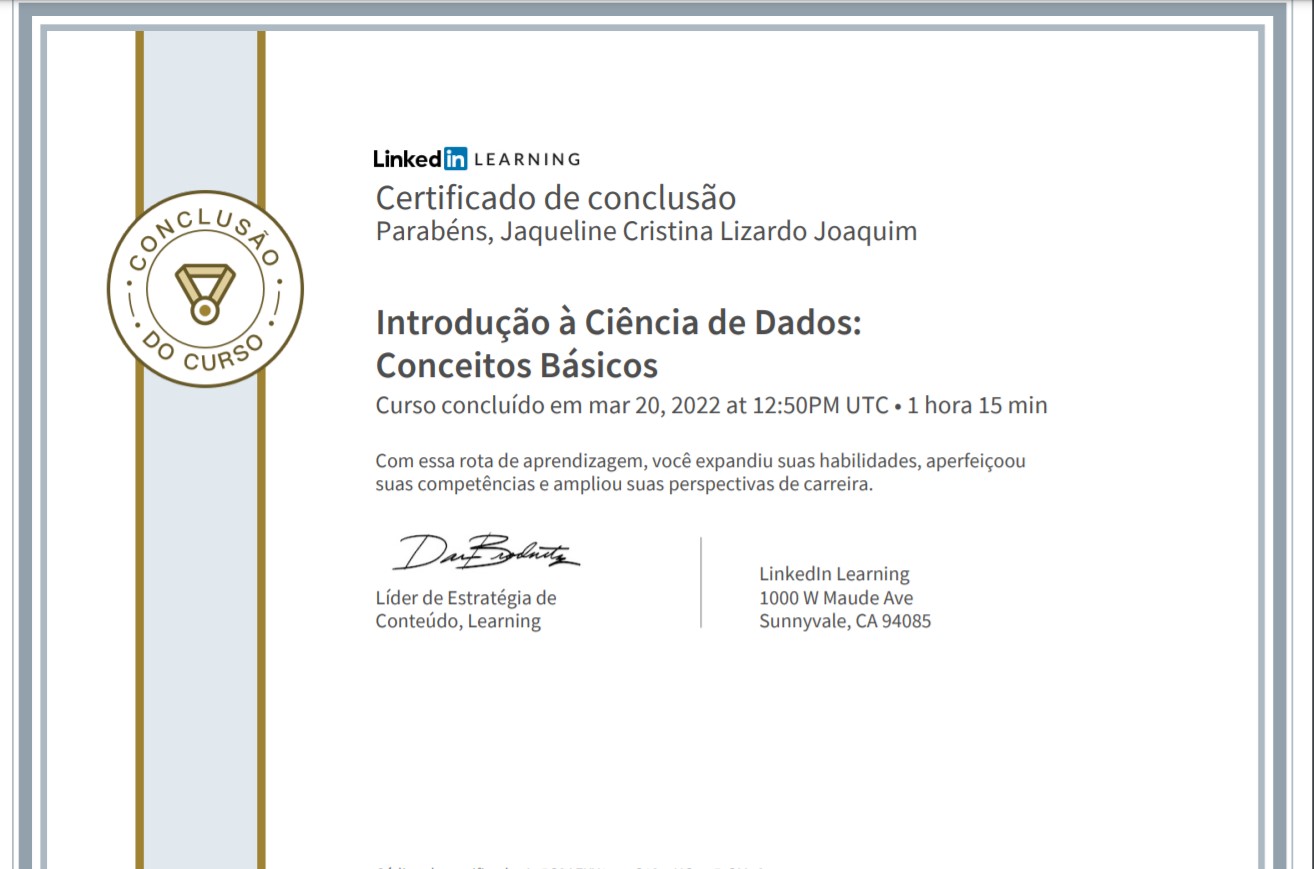 CONCLUSÃO
DO CURSO
Linkedin LEARNING
Certificado de conclusão
Parabéns, Jaqueline Cristina Lizardo Joaquim
Introdução à Ciência de Dados:
Conceitos Básicos
Curso concluído em mar 20, 2022 at 12:50PM UTC • 1 hora 15 min
Com essa rota de aprendizagem, você expandiu suas habilidades, aperfeiçoou
suas competências e ampliou suas perspectivas de carreira.
Líder de Estratégia de
Conteúdo, Learning
LinkedIn Learning
1000 W Maude Ave
Sunnyvale, CA 94085